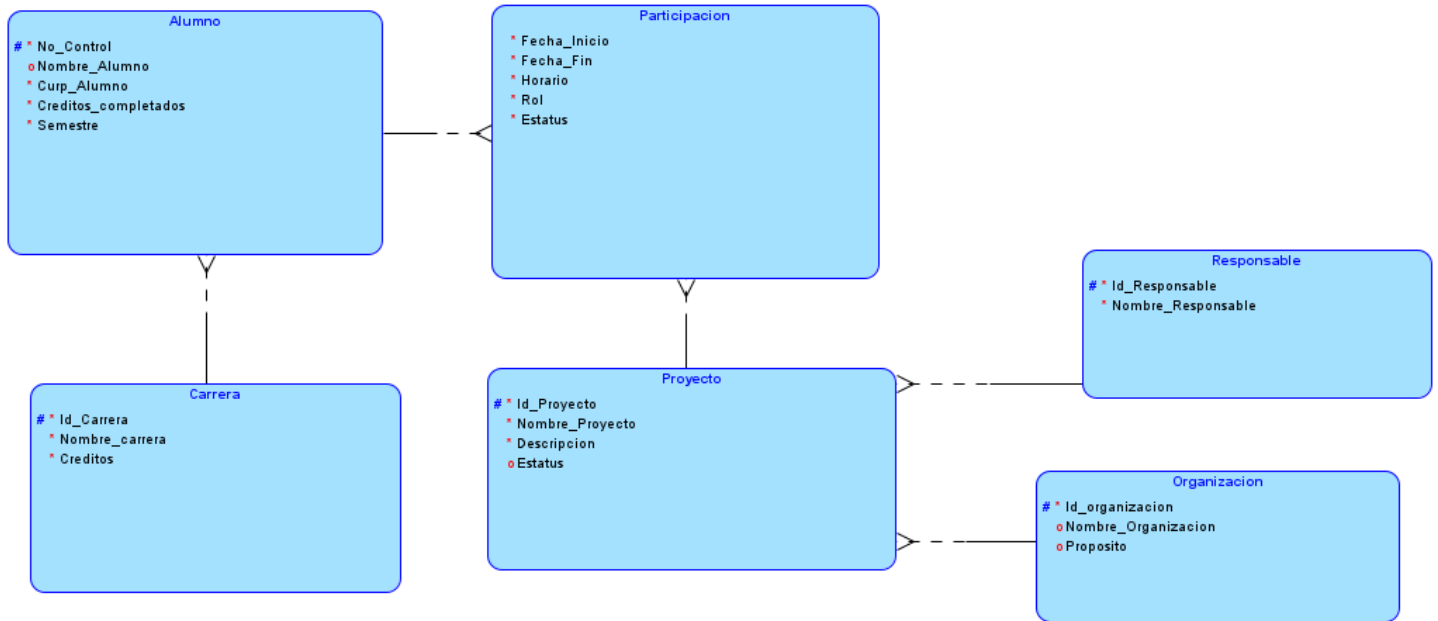 Alumno
# * No_Control
o Nombre_Alumno
* Curp_Alumno
* Creditos_completados
* Semestre
Participacion
* Fecha_Inicio
* Fecha_Fin
* Horario
* Rol
* Estatus
Responsable
# * Id_Responsable
* Nombre_Responsable
Carrera
# * Id_Carrera
* Nombre_carrera
* Creditos
Proyecto
# * Id_Proyecto
* Nombre_Proyecto
* Descripcion
o Estatus
Organizacion
# * Id_organizacion
o Nombre_Organizacion
o Proposito